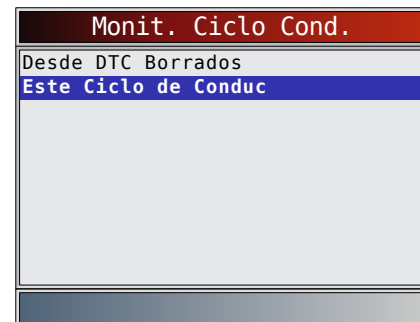 Monit. Ciclo Cond.
Desde DTC Borrados
Este Ciclo de Conduc